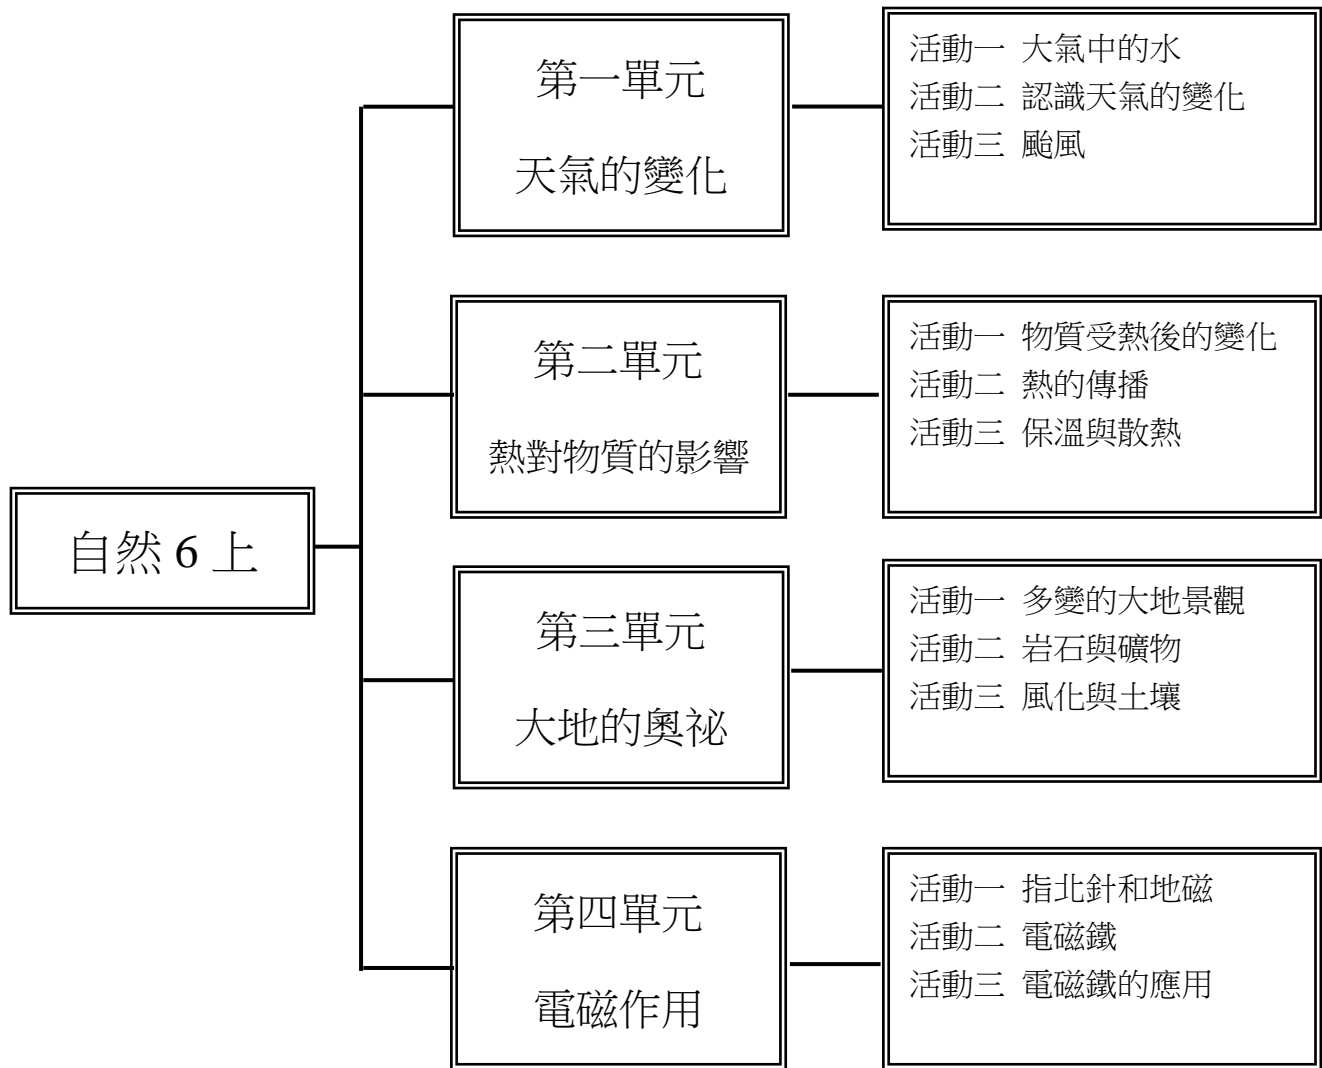 自然 6 上
第一單元
天氣的變化
活動一 大氣中的水
活動二 認識天氣的變化
活動三 颱風
第二單元
熱對物質的影響
活動一 物質受熱後的變化
活動二 熱的傳播
活動三 保溫與散熱
第三單元
大地的奧祕
活動一 多變的大地景觀
活動二 岩石與礦物
活動三 風化與土壤
第四單元
電磁作用
活動一 指北針和地磁
活動二 電磁鐵
活動三 電磁鐵的應用